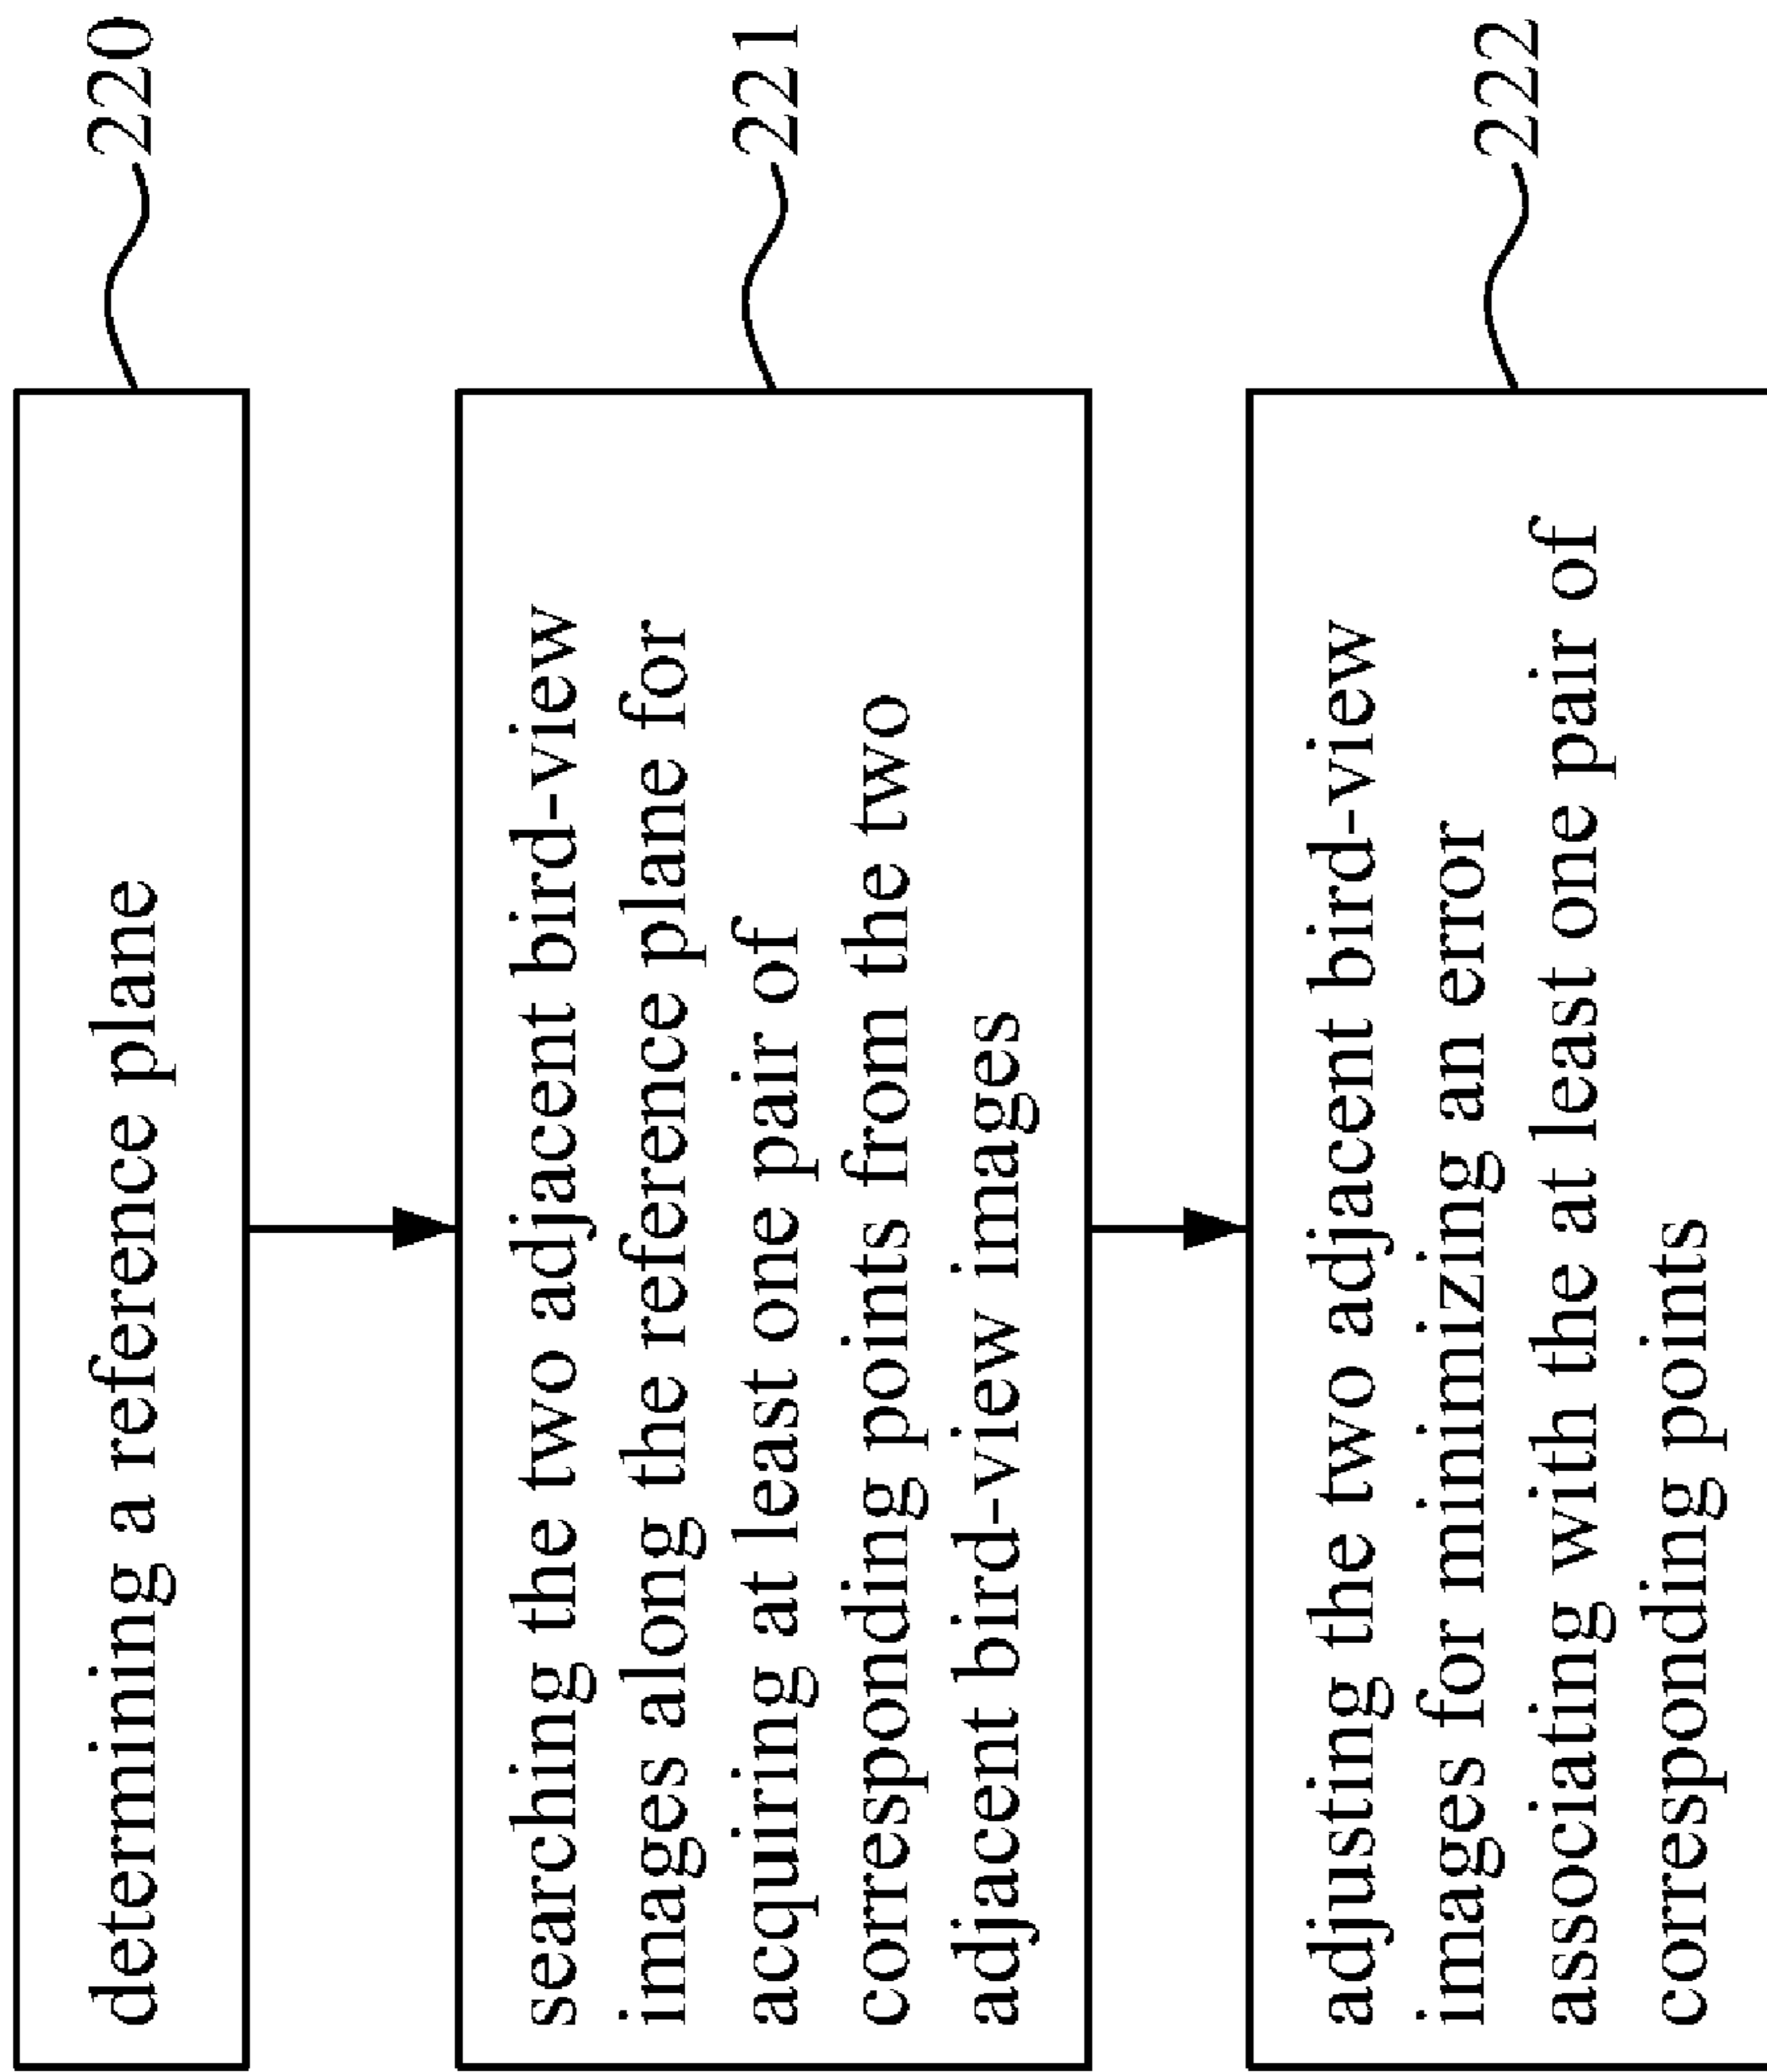 determining a reference plane
220
searching the two adjacent bird-view
images along the reference plane for
acquiring at least one pair of
corresponding points from the two
adjacent bird-view images
221
adjusting the two adjacent bird-view
images for minimizing an error
associating with the at least one pair of
corresponding points
222